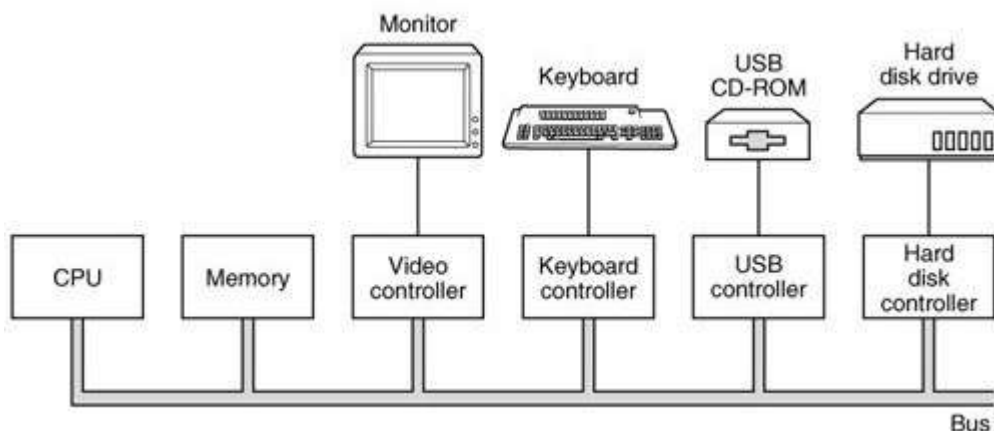 Monitor
Keyboard
USB
CD-ROM
Hard
disk drive
CPU
Memory
Video
controller
Keyboard
controller
USB
controller
Hard
disk
controller
Bus